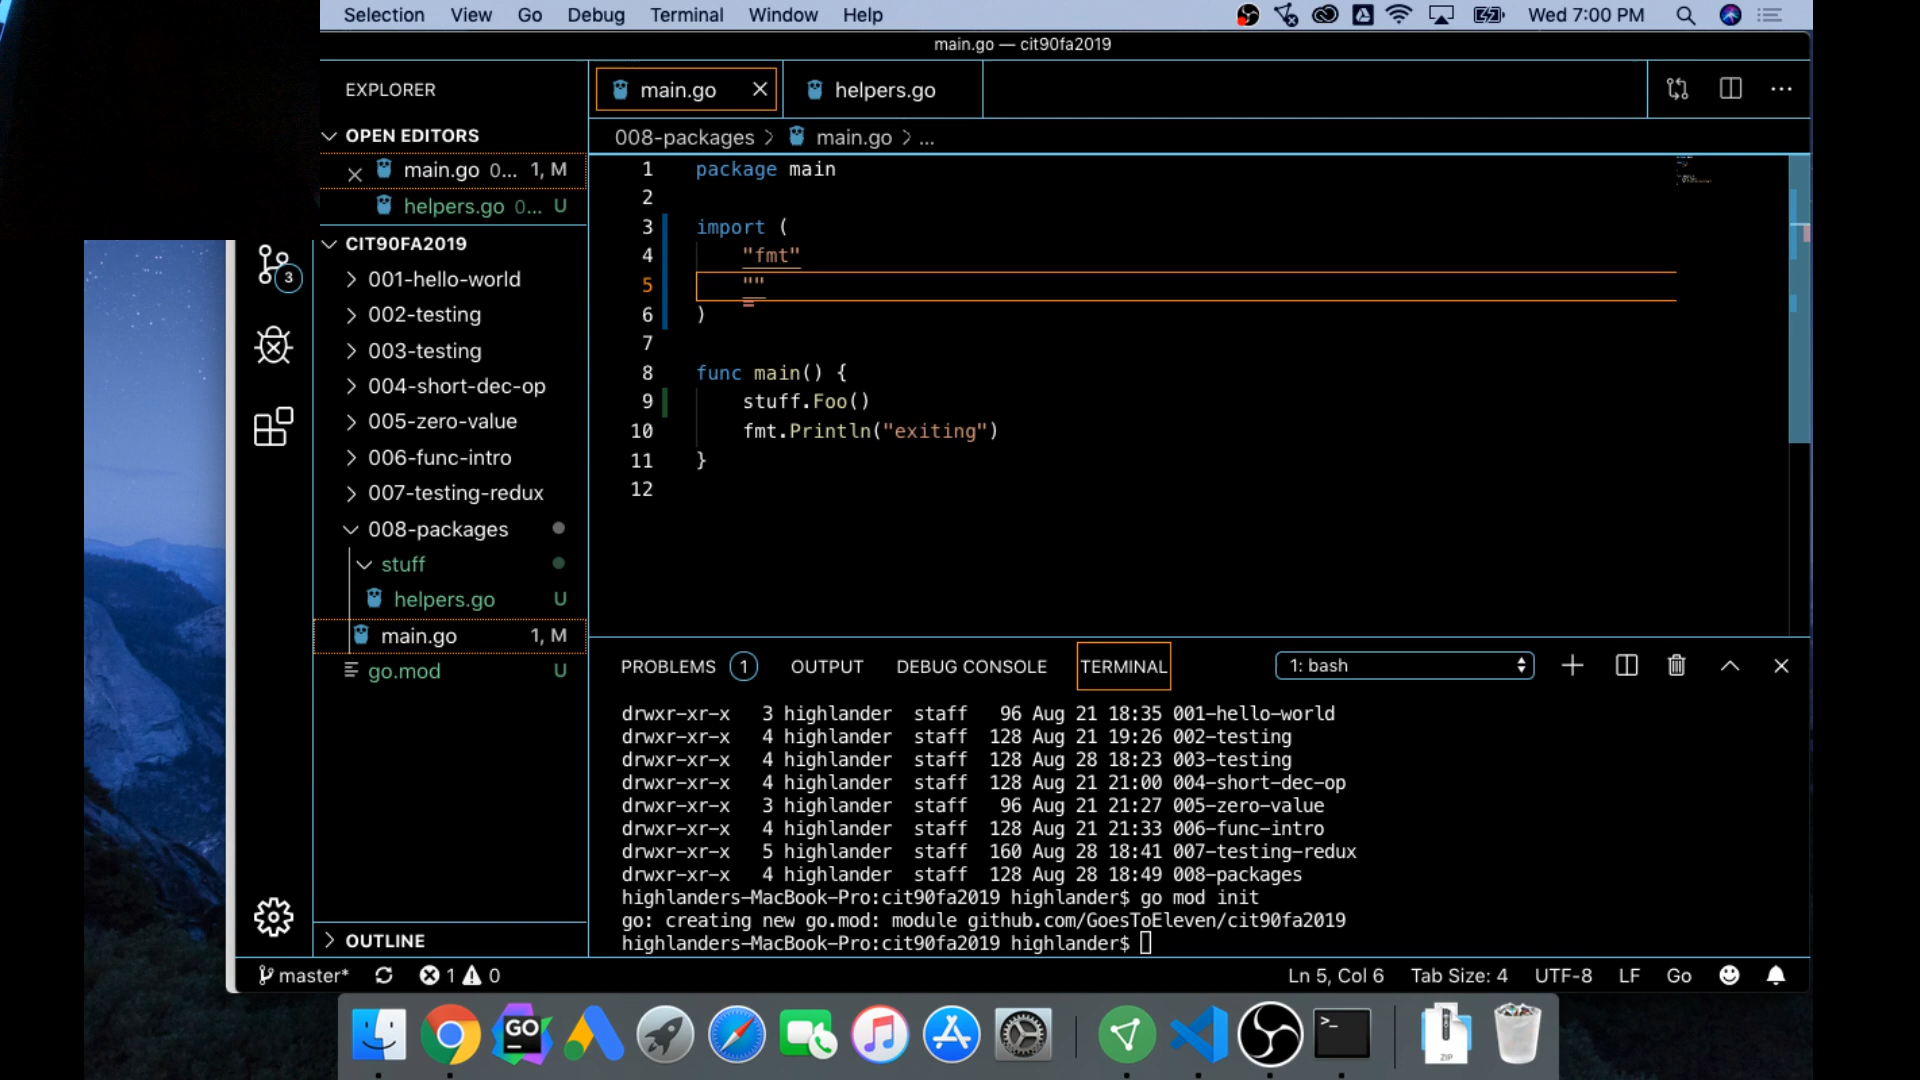 Selection View Go Debug Terminal Window Help Wed 7:00 PM
main.go — cit90fa2019
EXPLORER
main.go
helpers.go
OPEN EDITORS
main.go 0... 1, M
helpers.go 0... U
008-packages > main.go > ...
CIT90FA2019
001-hello-world
002-testing
003-testing
004-short-dec-op
005-zero-value
006-func-intro
007-testing-redux
008-packages
stuff
helpers.go U
main.go 1, M
go.mod U
3
OUTLINE
1 package main
2
3 import (
4 "fmt"
5 ""
6 )
7
8 func main() {
9 stuff.Foo()
10 fmt.Println("exiting")
11 }
12
PROBLEMS 1 OUTPUT DEBUG CONSOLE TERMINAL 1: bash
drwxr-xr-x 3 highlander staff 96 Aug 21 18:35 001-hello-world
drwxr-xr-x 4 highlander staff 128 Aug 21 19:26 002-testing
drwxr-xr-x 4 highlander staff 128 Aug 28 18:23 003-testing
drwxr-xr-x 4 highlander staff 128 Aug 21 21:00 004-short-dec-op
drwxr-xr-x 3 highlander staff 96 Aug 21 21:27 005-zero-value
drwxr-xr-x 4 highlander staff 128 Aug 21 21:33 006-func-intro
drwxr-xr-x 5 highlander staff 160 Aug 28 18:41 007-testing-redux
drwxr-xr-x 4 highlander staff 128 Aug 28 18:49 008-packages
highlanders-MacBook-Pro:cit90fa2019 highlander$ go mod init
go: creating new go.mod: module github.com/GoesToEleven/cit90fa2019
highlanders-MacBook-Pro:cit90fa2019 highlander$
master* 1 0 Ln 5, Col 6 Tab Size: 4 UTF-8 LF Go
GO
>_
ZIP